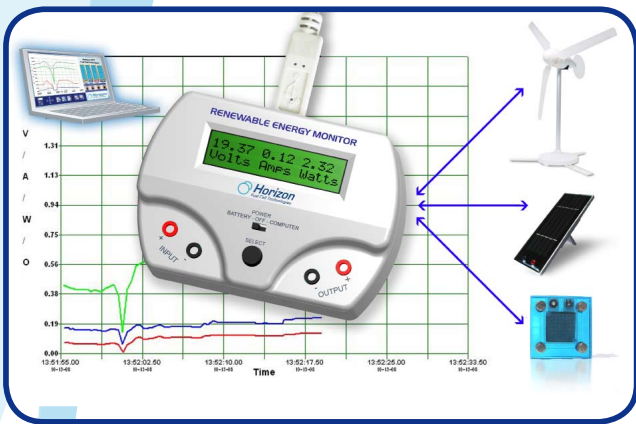 RENEWABLE ENERGY MONITOR
19.37 0.12 2.32
Volts Amps Watts
Horizon
Fuel Cell Technologies
POWER
BATTERY - OFF - COMPUTER
SELECT
INPUT
+
-
OUTPUT
-
+
V
/
A
/
W
/
O
1.31
1.13
0.94
0.75
0.56
0.38
0.19
0.00
13:51:55.00
13:52:02.50
13:52:10.00
13:52:17.50
13:52:25.00
13:52:33.50
Time